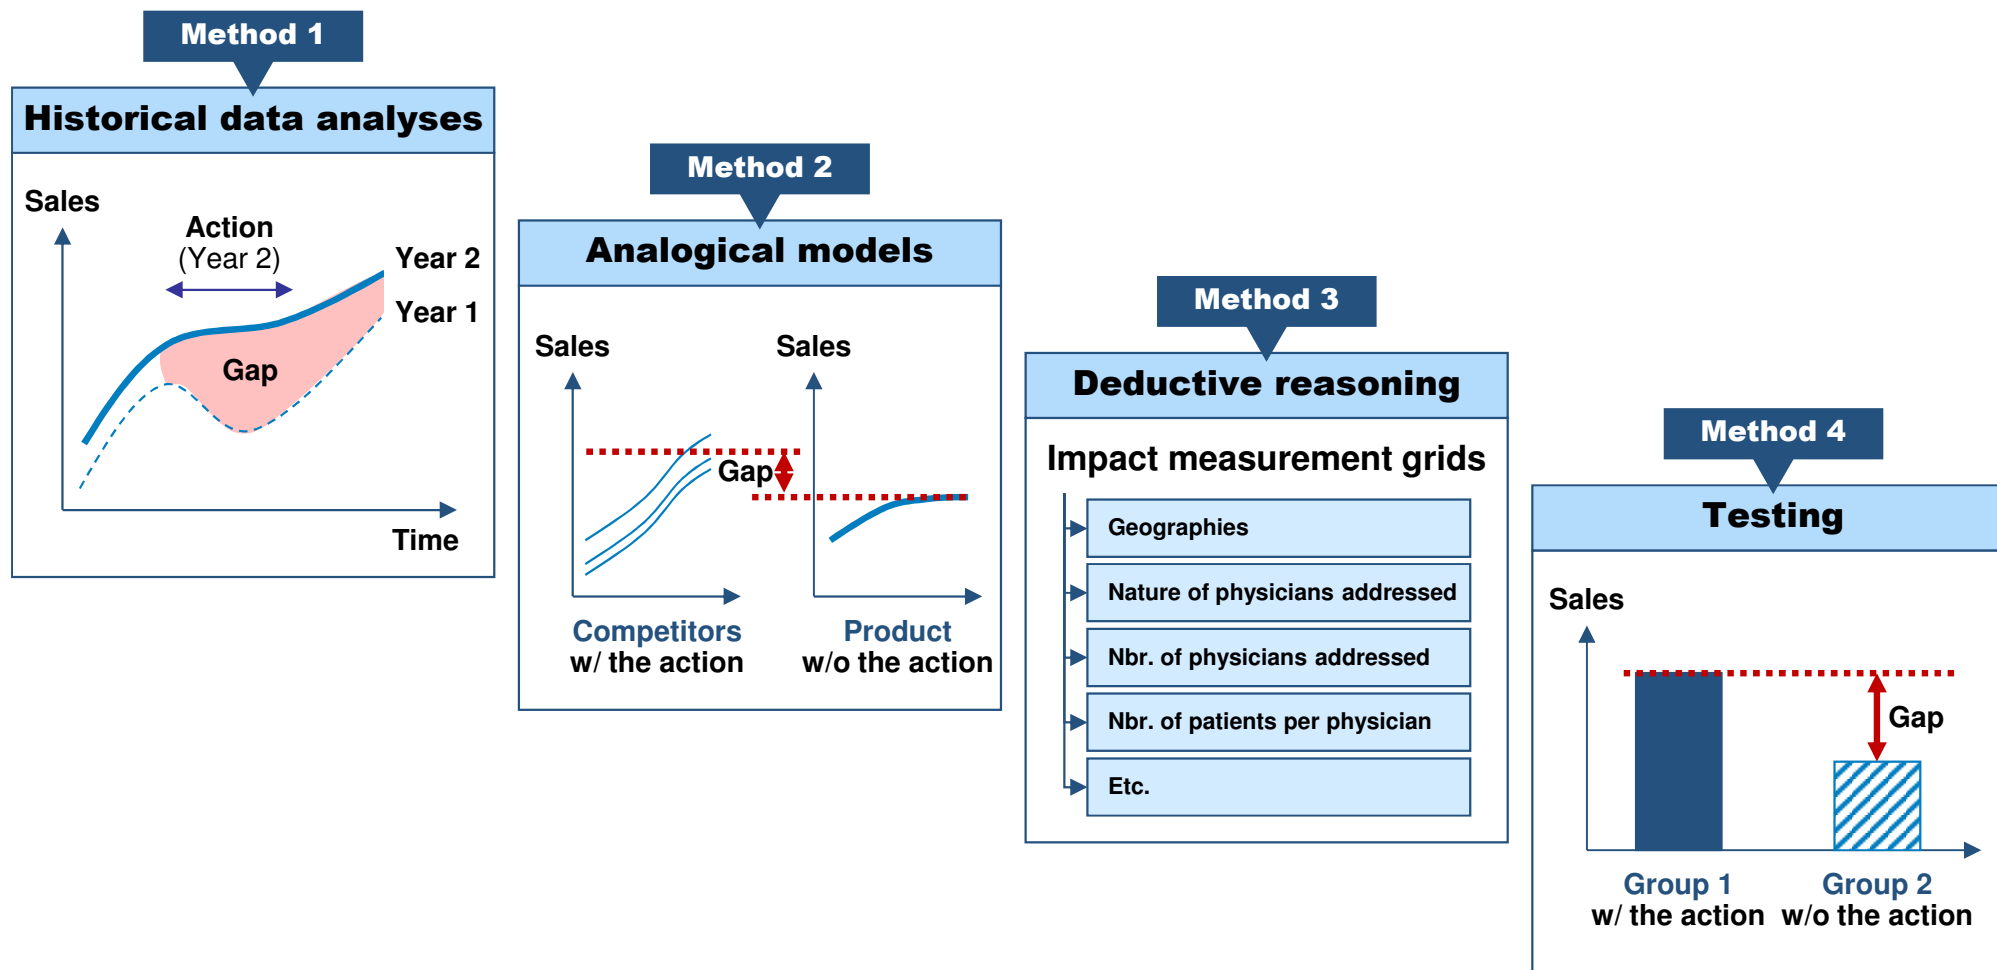 Method 1
Historical data analyses
Sales
Action
(Year 2)
Year 2
Year 1
Gap
Time
Method 2
Analogical models
Sales
Sales
Gap
Competitors
w/ the action
Product
w/o the action
Method 3
Deductive reasoning
Impact measurement grids
Geographies
Nature of physicians addressed
Nbr. of physicians addressed
Nbr. of patients per physician
Etc.
Method 4
Testing
Sales
Gap
Group 1
w/ the action
Group 2
w/o the action